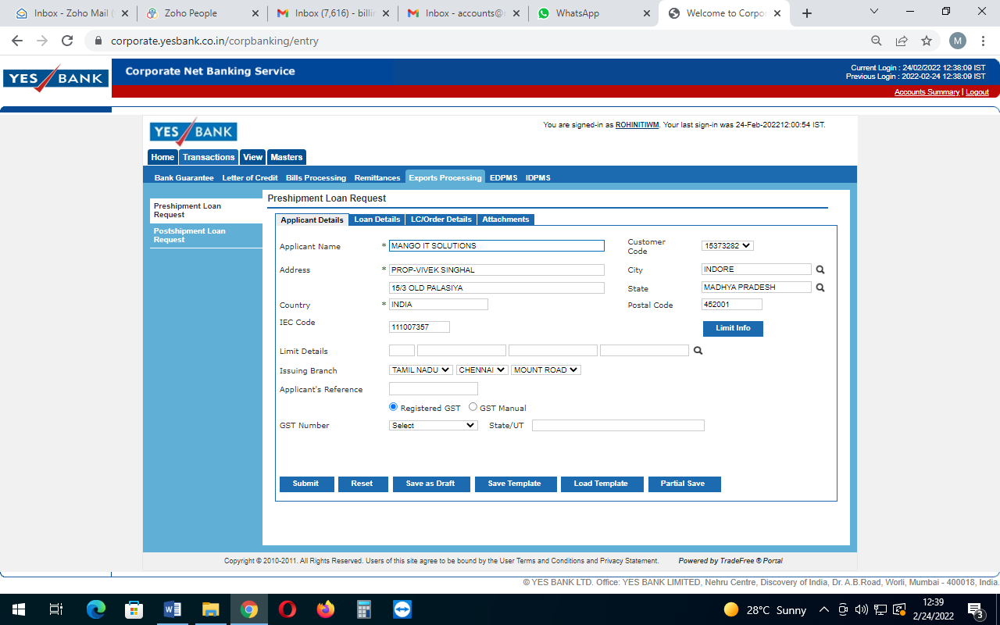 Inbox - Zoho Mail (
Zoho People
Inbox (7,616) - billin
Inbox - accounts@
WhatsApp
Welcome to Corpo
corporate.yesbank.co.in/corpbanking/entry
M
YES BANK
Corporate Net Banking Service
Current Login : 24/02/2022 12:38:09 IST
Previous Login : 2022-02-24 12:38:09 IST
Accounts Summary | Logout
YES BANK
You are signed-in as ROHINITIWM. Your last sign-in was 24-Feb-202212:00:54 IST.
Home Transactions View Masters
Bank Guarantee Letter of Credit Bills Processing Remittances Exports Processing EDPMS IDPMS
Preshipment Loan
Request
Postshipment Loan
Request
Preshipment Loan Request
Applicant Details Loan Details LC/Order Details Attachments
Applicant Name * MANGO IT SOLUTIONS
Customer
Code
15373282
Address * PROP-VIVEK SINGHAL
City INDORE
15/3 OLD PALASIYA
State MADHYA PRADESH
Country * INDIA
Postal Code 452001
IEC Code 111007357
Limit Info
Limit Details
Issuing Branch TAMIL NADU CHENNAI MOUNT ROAD
Applicant's Reference
Registered GST GST Manual
GST Number Select State/UT
Submit Reset Save as Draft Save Template Load Template Partial Save
Copyright © 2010-2011. All Rights Reserved. Users of this site agree to be bound by the User Terms and Conditions and Privacy Statement. Powered by TradeFree ® Portal
© YES BANK LTD. Office: YES BANK LIMITED, Nehru Centre, Discovery of India, Dr. A.B.Road, Worli, Mumbai - 400018, India.
28°C Sunny
12:39
2/24/2022
3